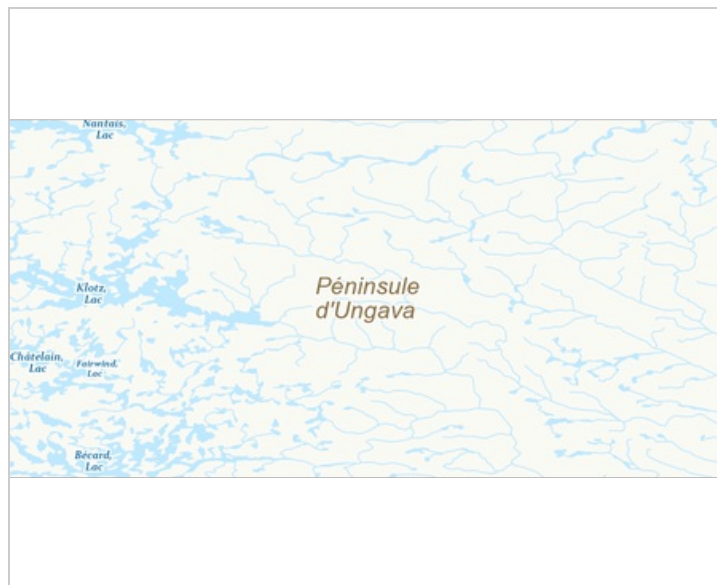 Nantais,
Lac
Klotz,
Lac
Péninsule
d'Ungava
Châtelain,
Lac
Fairwind,
Lac
Bécard,
Lac